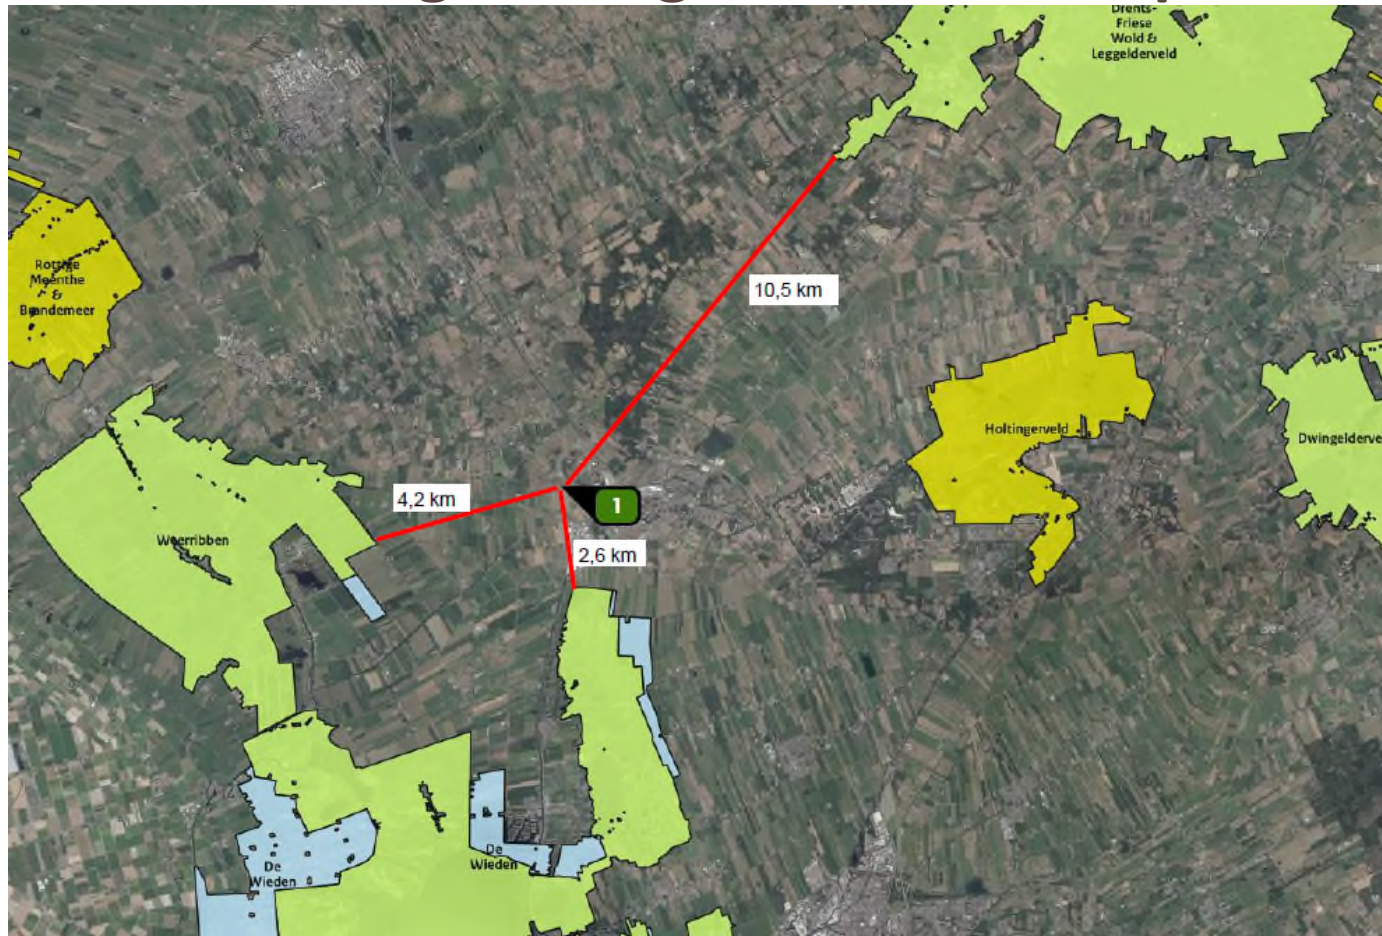 Drents-
Friese
Wold &
Leggelderveld
Rottige
Meenthe
&
Brandemeer
10,5 km
Holtingerveld
Dwingelderve
4,2 km
1
Weerribben
2,6 km
De
Wieden
De
Wieden